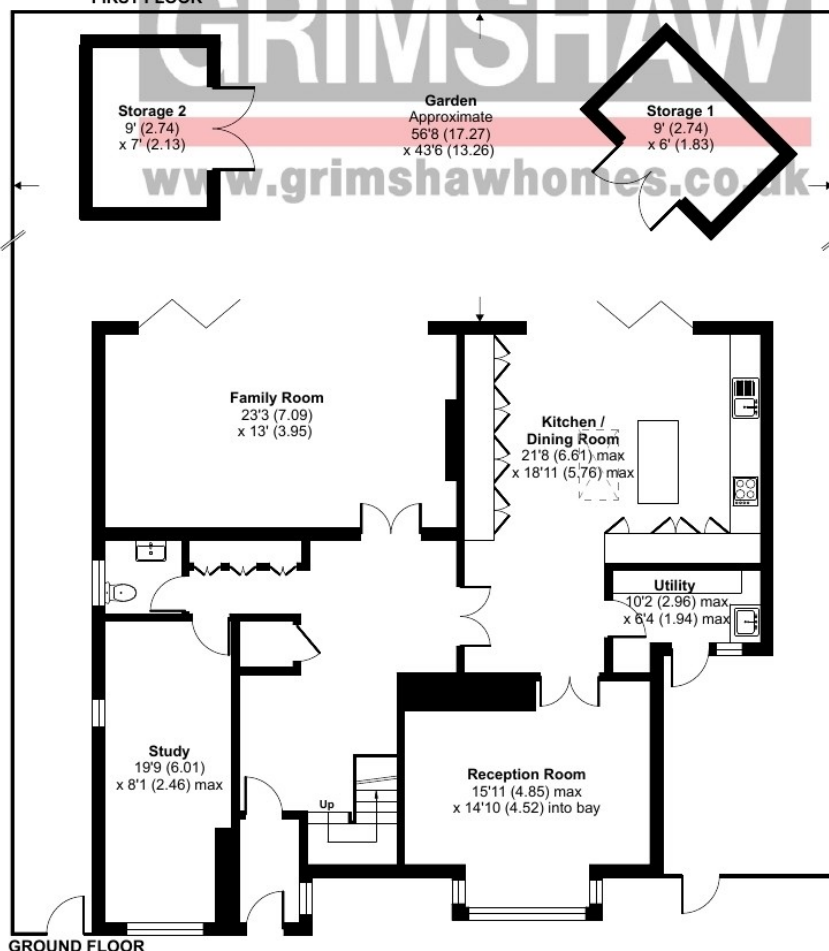 FIRST FLOOR
GRIMSHAW
www.grimshawhomes.co.uk
Storage 2
9' (2.74)
x 7' (2.13)
Garden
Approximate
56'8 (17.27)
x 43'6 (13.26)
Storage 1
9' (2.74)
x 6' (1.83)
Family Room
23'3 (7.09)
x 13' (3.95)
Kitchen /
Dining Room
21'8 (6.61) max
x 18'11 (5.76) max
Utility
10'2 (2.96) max
x 6'4 (1.94) max
Study
19'9 (6.01)
x 8'1 (2.46) max
Up
Reception Room
15'11 (4.85) max
x 14'10 (4.52) into bay
GROUND FLOOR